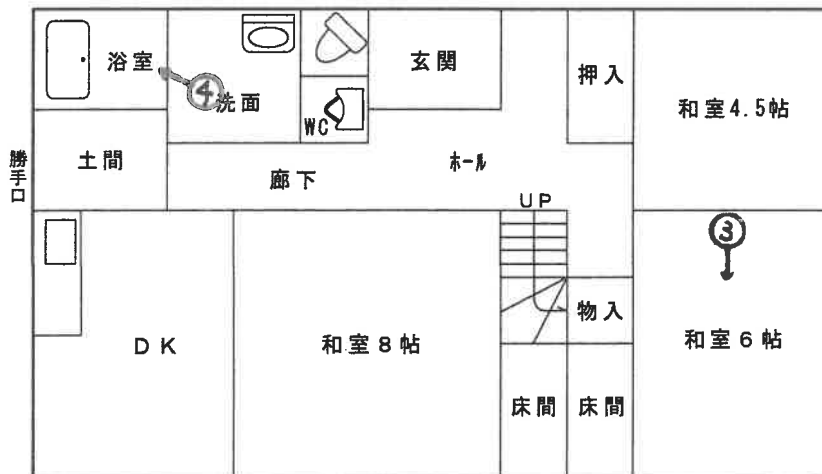 浴室
④
洗面
WC
玄関
押入
和室4.5帖
勝手口
土間
廊下
ホール
UP
③
DK
和室8帖
物入
和室6帖
床間
床間